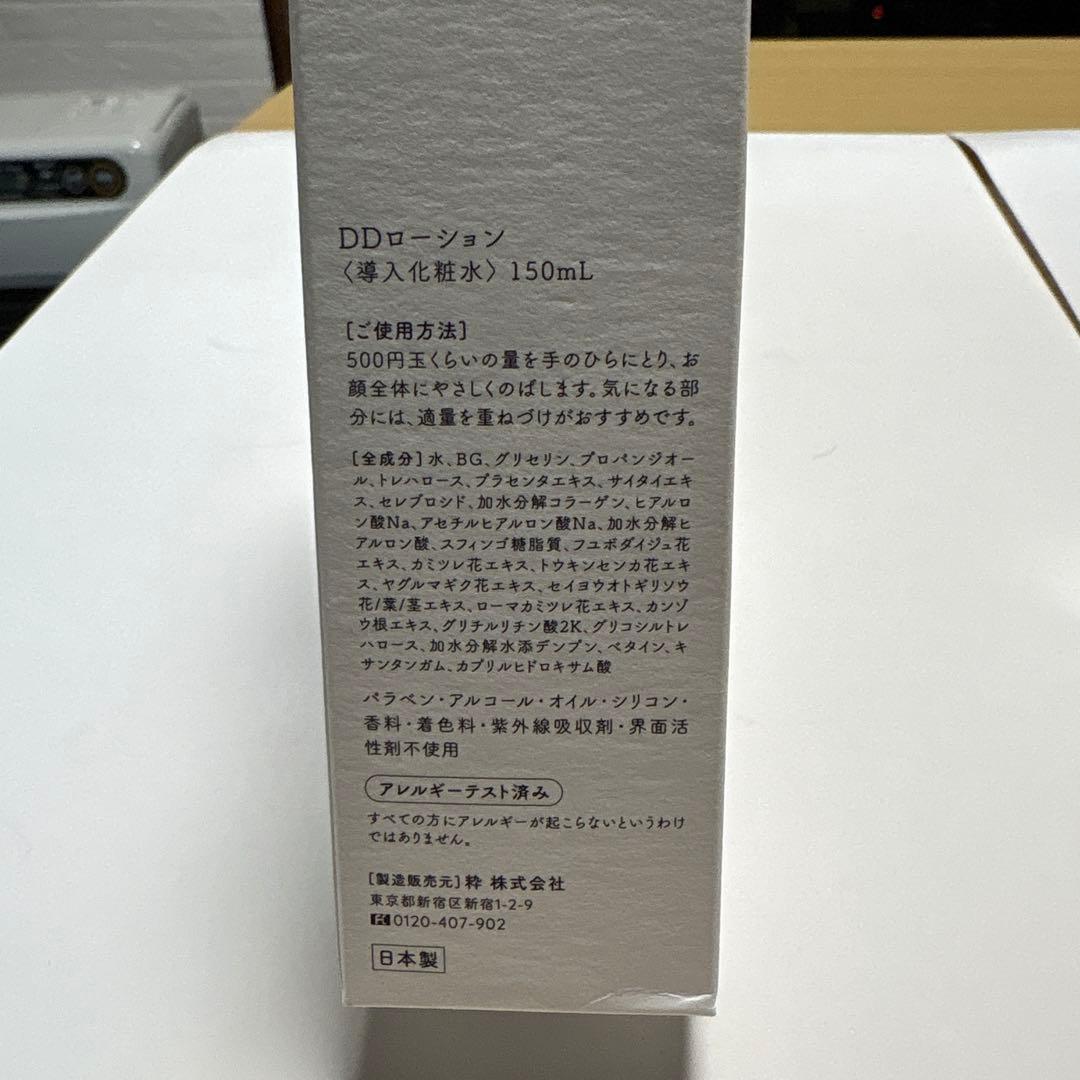 DDローション
〈導入化粧水〉150mL
[ご使用方法]
500円玉くらいの量を手のひらにとり、お
顔全体にやさしくのばします。気になる部
分には、適量を重ねづけがおすすめです。
[全成分]水、BG、グリセリン、プロパンジオー
ル、トレハロース、プラセンタエキス、サイタイエキ
ス、セレブロシド、加水分解コラーゲン、ヒアルロ
ン酸Na、アセチルヒアルロン酸Na、加水分解ヒ
アルロン酸、スフィンゴ糖脂質、フユボダイジュ花
エキス、カミツレ花エキス、トウキンセンカ花エキ
ス、ヤグルマギク花エキス、セイヨウオトギリソウ
花/葉/茎エキス、ローマカミツレ花エキス、カンゾ
ウ根エキス、グリチルリチン酸2K、グリコシルトレ
ハロース、加水分解水添デンプン、ベタイン、キ
サンタンガム、カプリルヒドロキサム酸
パラベン・アルコール・オイル・シリコン・
香料・着色料・紫外線吸収剤・界面活
性剤不使用
アレルギーテスト済み
すべての方にアレルギーが起こらないというわけ
ではありません。
[製造販売元]粋 株式会社
東京都新宿区新宿1-2-9
0120-407-902
日本製